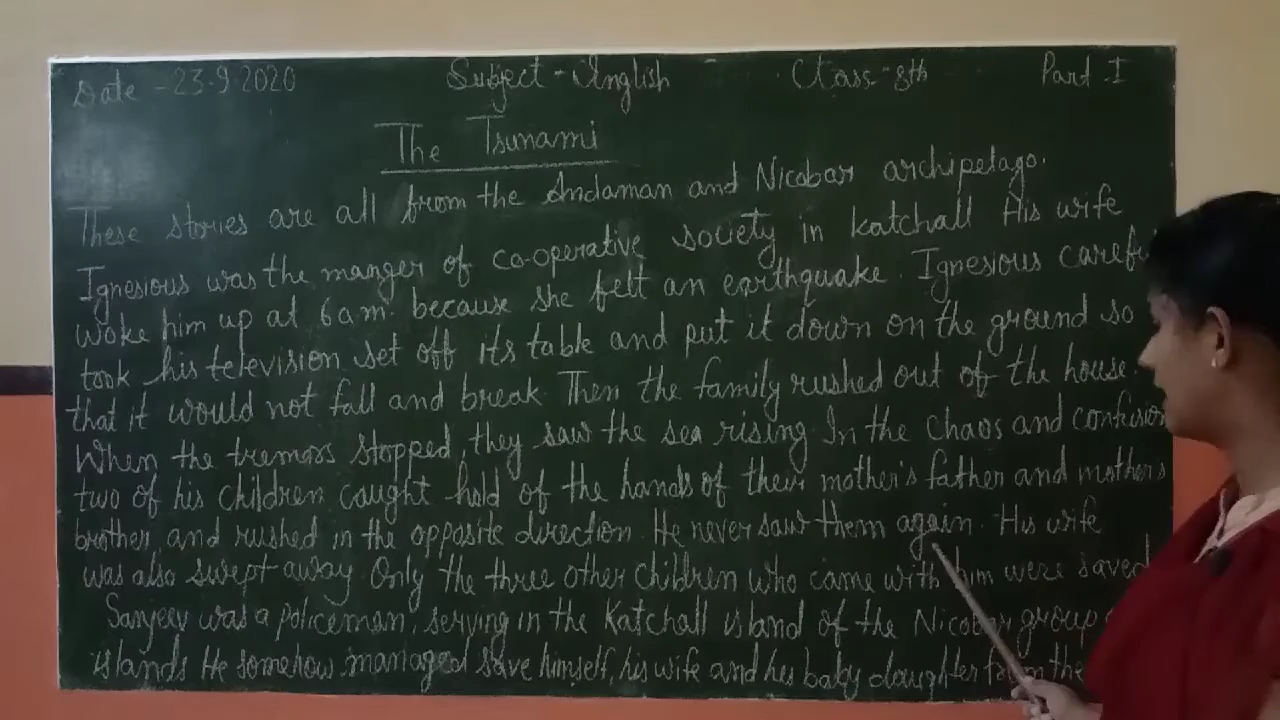 Date - 23-9-2020 Subject - English Class - 8th Part - I
The Tsunami
These stories are all from the Andaman and Nicobar archipetago.
Ignesious was the manger of co-operative society in Katchall His wife
woke him up at 6 am. because she felt an earthquake. Ignesious carefu
took his television set off its table and put it down on the ground so
that it would not fall and break. Then the family rushed out of the house.
When the tremors stopped, they saw the sea rising. In the chaos and confusion
two of his children caught hold of the hands of their mother's father and mother's
brother, and rushed in the opposite direction. He never saw them again. His wife
was also swept away. Only the three other children who came with him were saved
Sanjeev was a policeman, serving in the Katchall island of the Nicobar group
islands He somehow managed save himself, his wife and his baby daughter from the